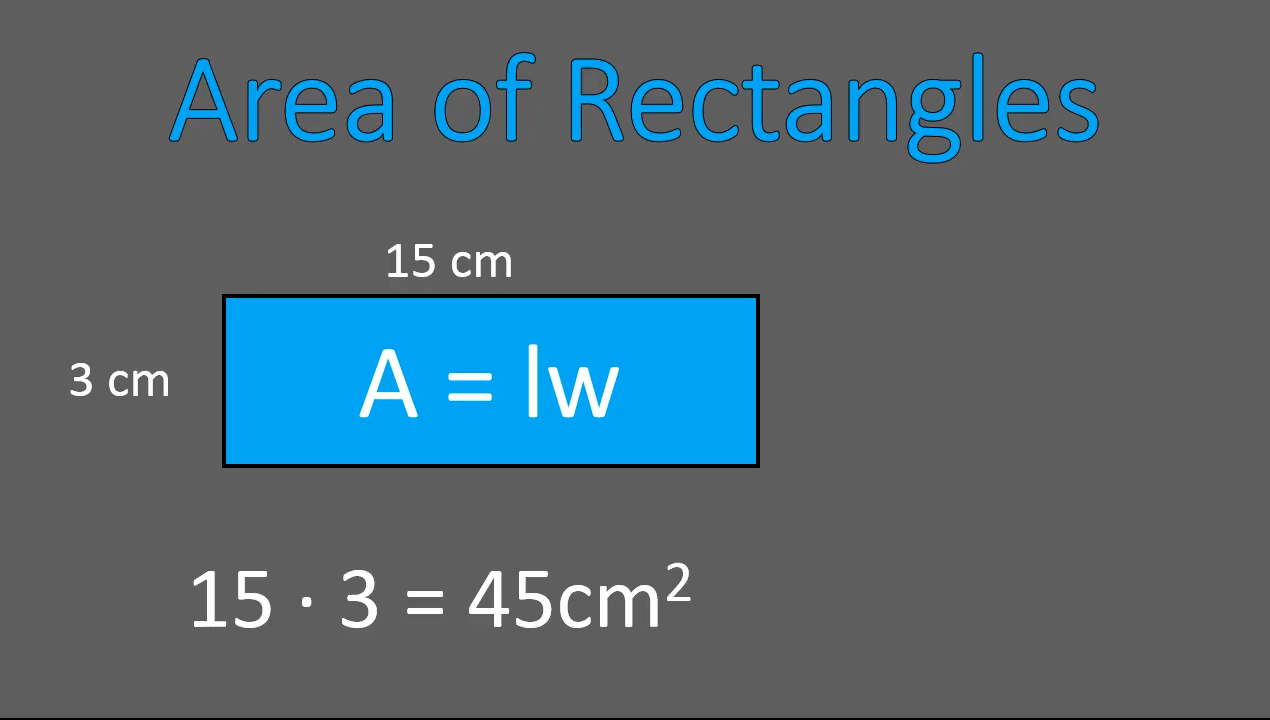 Area of Rectangles
15 cm
3 cm
A = lw
15 · 3 = 45cm²